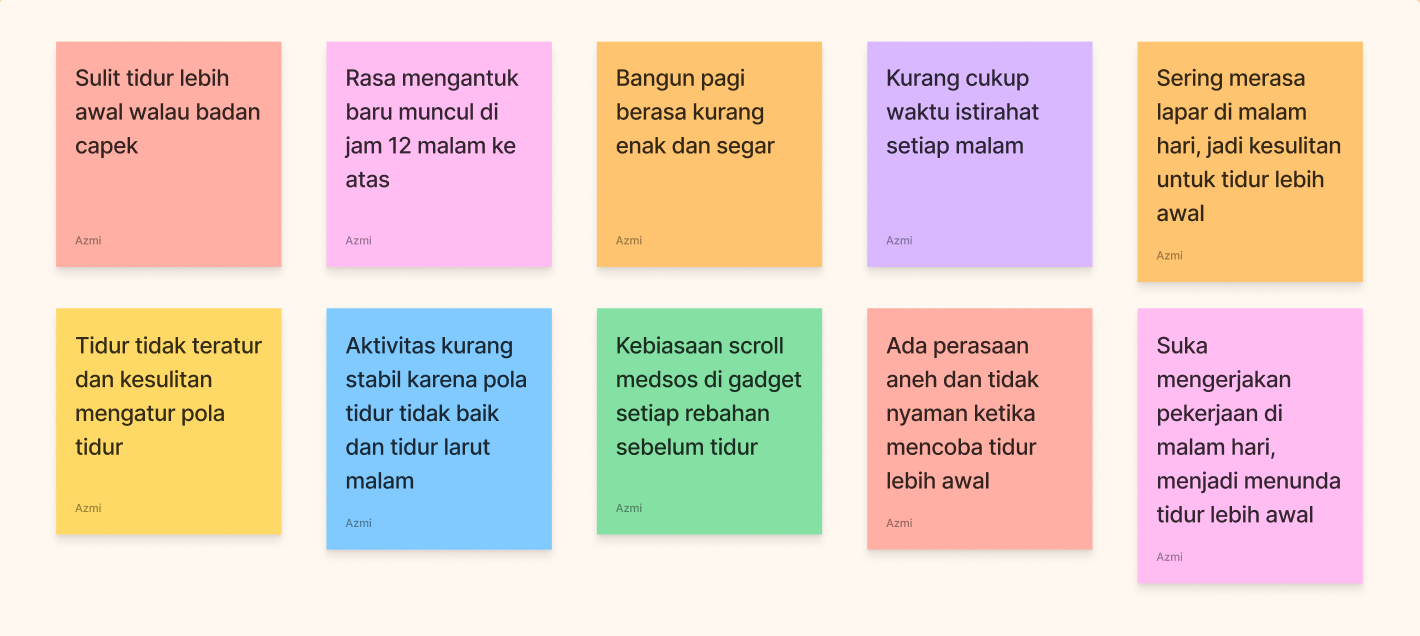 Sulit tidur lebih
awal walau badan
capek
Azmi
Rasa mengantuk
baru muncul di
jam 12 malam ke
atas
Azmi
Bangun pagi
berasa kurang
enak dan segar
Azmi
Kurang cukup
waktu istirahat
setiap malam
Azmi
Sering merasa
lapar di malam
hari, jadi kesulitan
untuk tidur lebih
awal
Azmi
Tidur tidak teratur
dan kesulitan
mengatur pola
tidur
Azmi
Aktivitas kurang
stabil karena pola
tidur tidak baik
dan tidur larut
malam
Azmi
Kebiasaan scroll
medsos di gadget
setiap rebahan
sebelum tidur
Azmi
Ada perasaan
aneh dan tidak
nyaman ketika
mencoba tidur
lebih awal
Azmi
Suka
mengerjakan
pekerjaan di
malam hari,
menjadi menunda
tidur lebih awal
Azmi